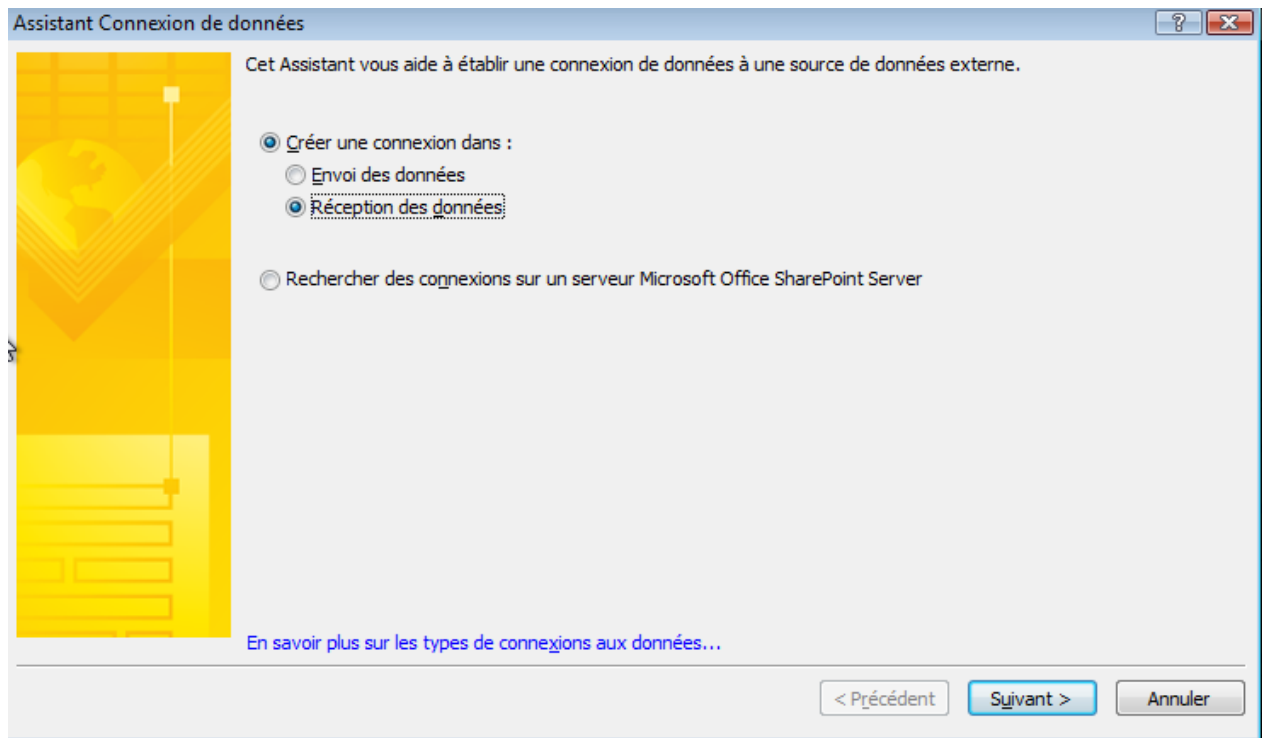 Assistant Connexion de données
Cet Assistant vous aide à établir une connexion de données à une source de données externe.
Créer une connexion dans :
Envoi des données
Réception des données
Rechercher des connexions sur un serveur Microsoft Office SharePoint Server
En savoir plus sur les types de connexions aux données...
< Précédent Suivant > Annuler